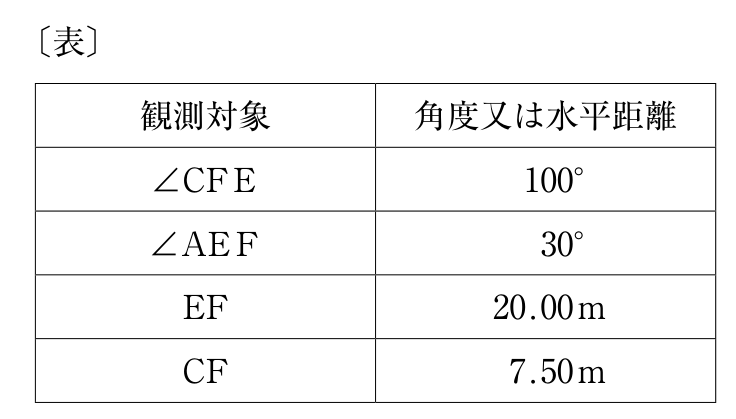 〔表〕
観測対象 角度又は水平距離
∠CFE 100°
∠AEF 30°
EF 20.00m
CF 7.50m